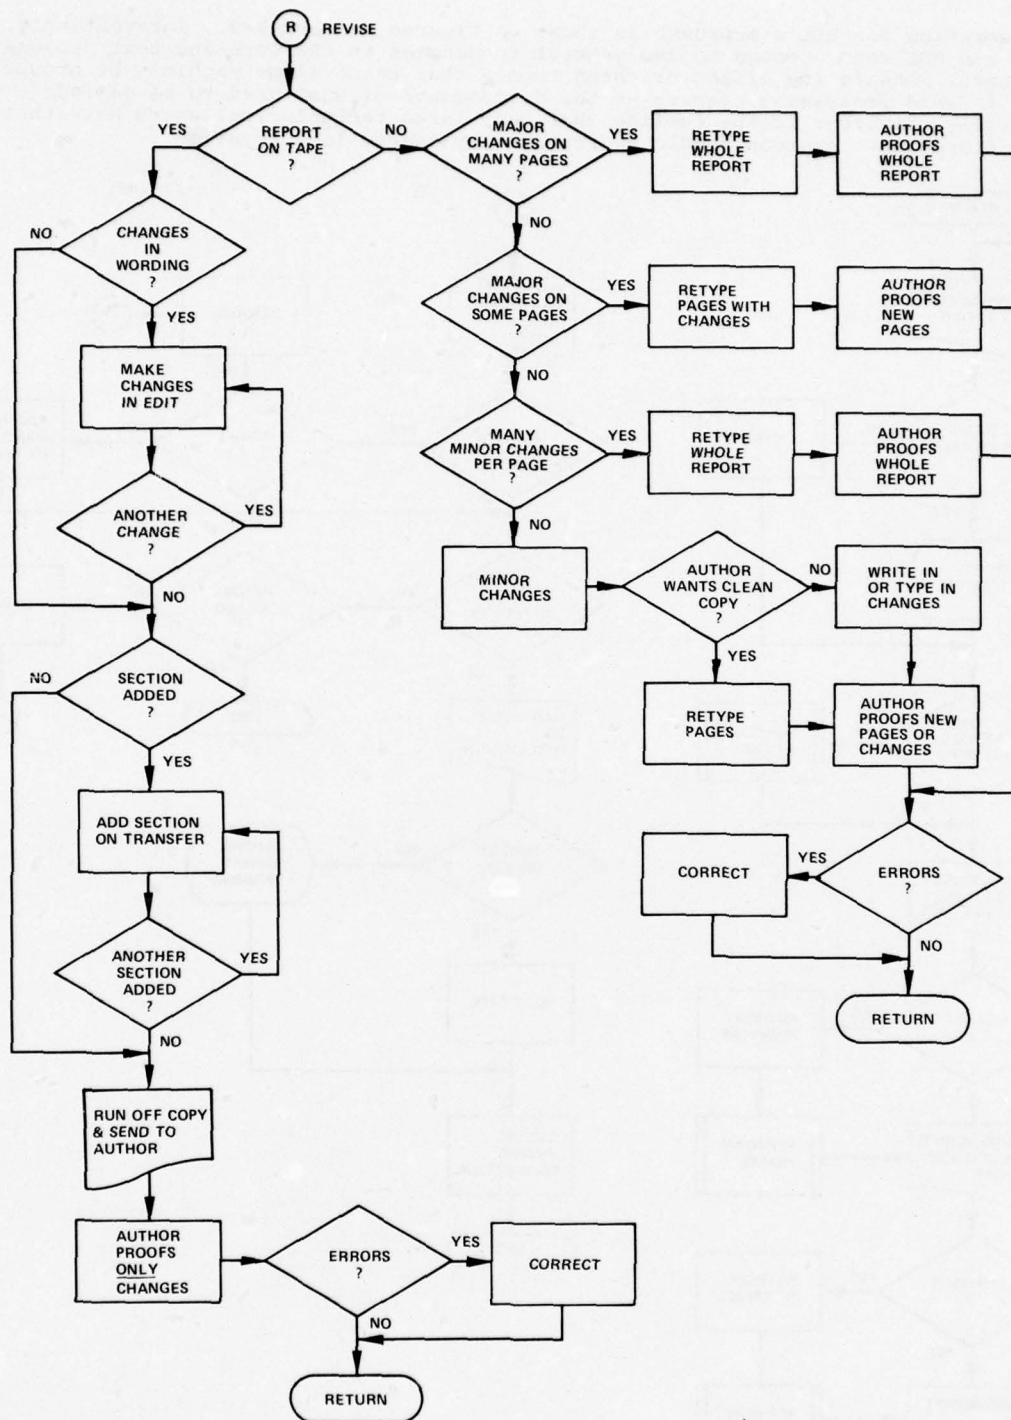 R REVISE
REPORT
ON TAPE
?
YES
NO
MAJOR
CHANGES ON
MANY PAGES
?
YES
RETYPE
WHOLE
REPORT
AUTHOR
PROOFS
WHOLE
REPORT
NO
CHANGES
IN
WORDING
?
NO
YES
MAJOR
CHANGES ON
SOME PAGES
?
YES
RETYPE
PAGES WITH
CHANGES
AUTHOR
PROOFS
NEW
PAGES
NO
MAKE
CHANGES
IN EDIT
MANY
MINOR CHANGES
PER PAGE
?
YES
RETYPE
WHOLE
REPORT
AUTHOR
PROOFS
WHOLE
REPORT
NO
ANOTHER
CHANGE
?
YES
NO
MINOR
CHANGES
AUTHOR
WANTS CLEAN
COPY
?
NO
WRITE IN
OR TYPE IN
CHANGES
YES
RETYPE
PAGES
AUTHOR
PROOFS NEW
PAGES OR
CHANGES
SECTION
ADDED
?
NO
YES
ADD SECTION
ON TRANSFER
ERRORS
?
YES
CORRECT
NO
RETURN
ANOTHER
SECTION
ADDED
?
YES
NO
RUN OFF COPY
& SEND TO
AUTHOR
AUTHOR
PROOFS
ONLY
CHANGES
ERRORS
?
YES
CORRECT
NO
RETURN